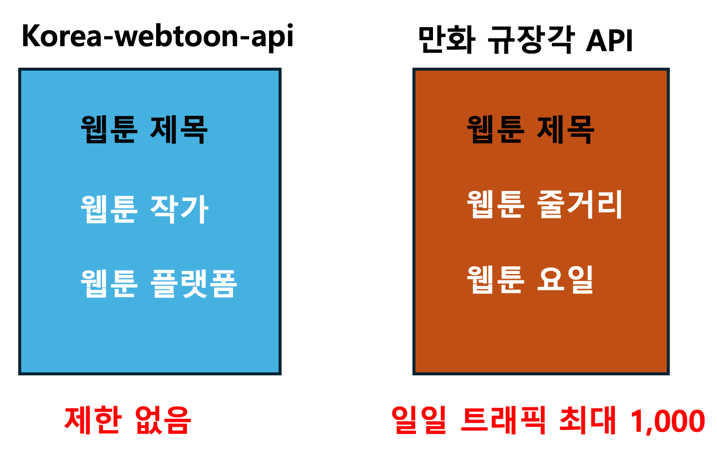 Korea-webtoon-api
웹툰 제목
웹툰 작가
웹툰 플랫폼
제한 없음
만화 규장각 API
웹툰 제목
웹툰 줄거리
웹툰 요일
일일 트래픽 최대 1,000